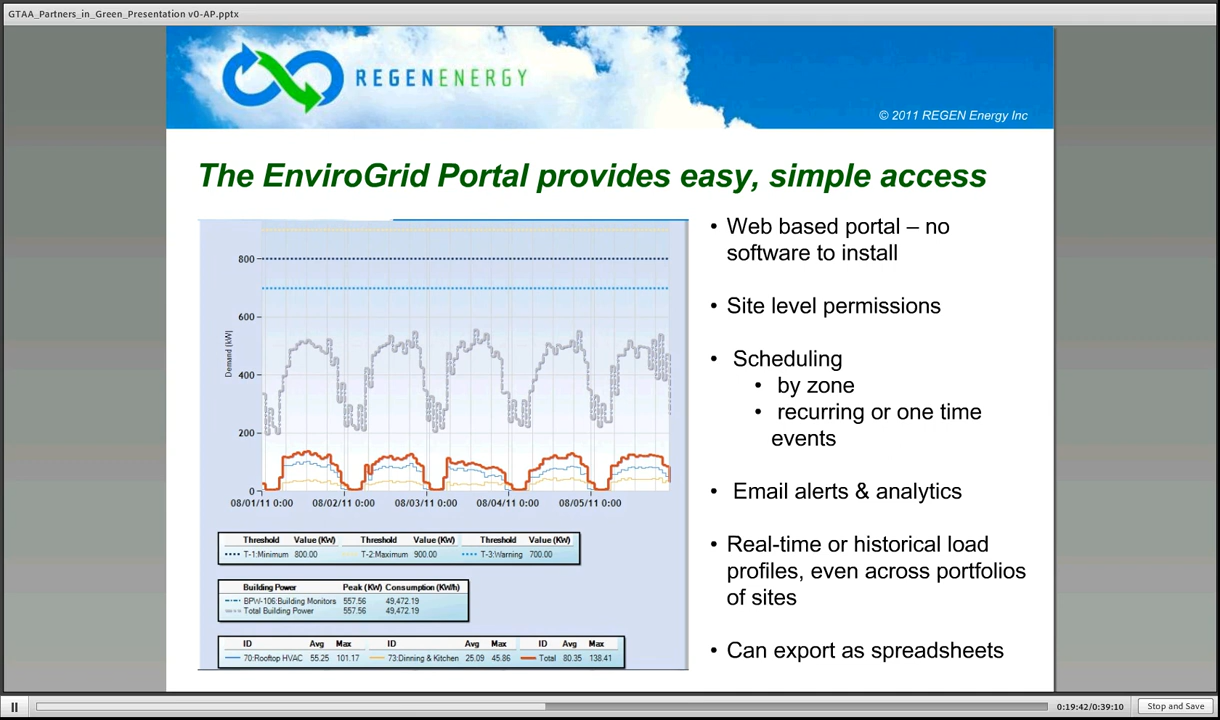 GTAA_Partners_in_Green_Presentation v0-AP.pptx
REGENENERGY
© 2011 REGEN Energy Inc
The EnviroGrid Portal provides easy, simple access
800
600
400
200
0
Demand (kW)
08/01/11 0:00 08/02/11 0:00 08/03/11 0:00 08/04/11 0:00 08/05/11 0:00
Threshold Value (KW) Threshold Value (KW) Threshold Value (KW)
T-1:Minimum 800.00 T-2:Maximum 900.00 T-3:Warning 700.00
Building Power Peak (KW) Consumption (KW/h)
BPW-106:Building Monitors 557.56 49,472.19
Total Building Power 557.56 49,472.19
ID Avg Max ID Avg Max ID Avg Max
70:Rooftop HVAC 55.25 101.17 73:Dinning & Kitchen 25.09 45.86 Total 80.35 138.41
• Web based portal – no
software to install
• Site level permissions
• Scheduling
• by zone
• recurring or one time
events
• Email alerts & analytics
• Real-time or historical load
profiles, even across portfolios
of sites
• Can export as spreadsheets
0:19:42/0:39:10
Stop and Save